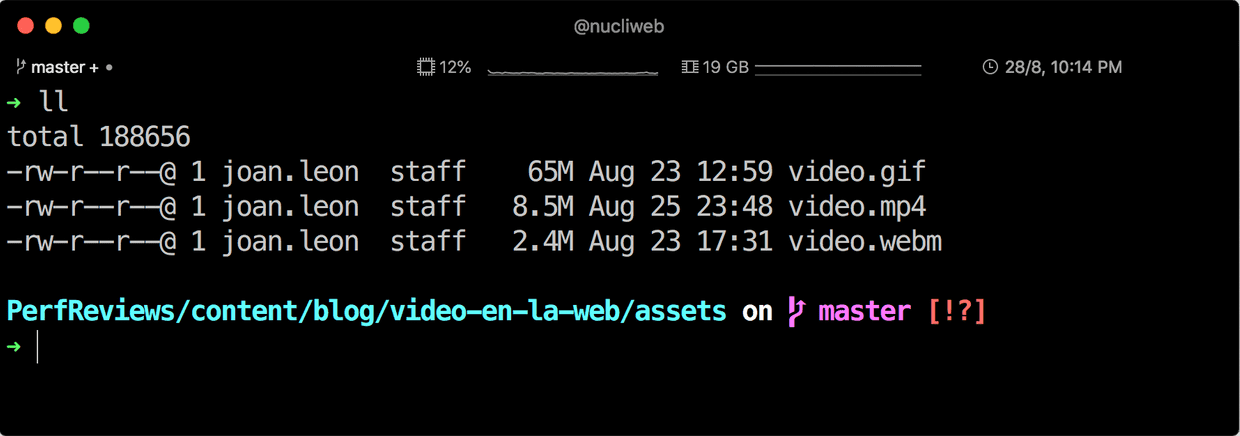 @nucliweb
master + ● 12% 19 GB 28/8, 10:14 PM
➜ ll
total 188656
-rw-r--r--@ 1 joan.leon  staff    65M Aug 23 12:59 video.gif
-rw-r--r--@ 1 joan.leon  staff   8.5M Aug 25 23:48 video.mp4
-rw-r--r--@ 1 joan.leon  staff   2.4M Aug 23 17:31 video.webm
PerfReviews/content/blog/video-en-la-web/assets on master [!?]
➜